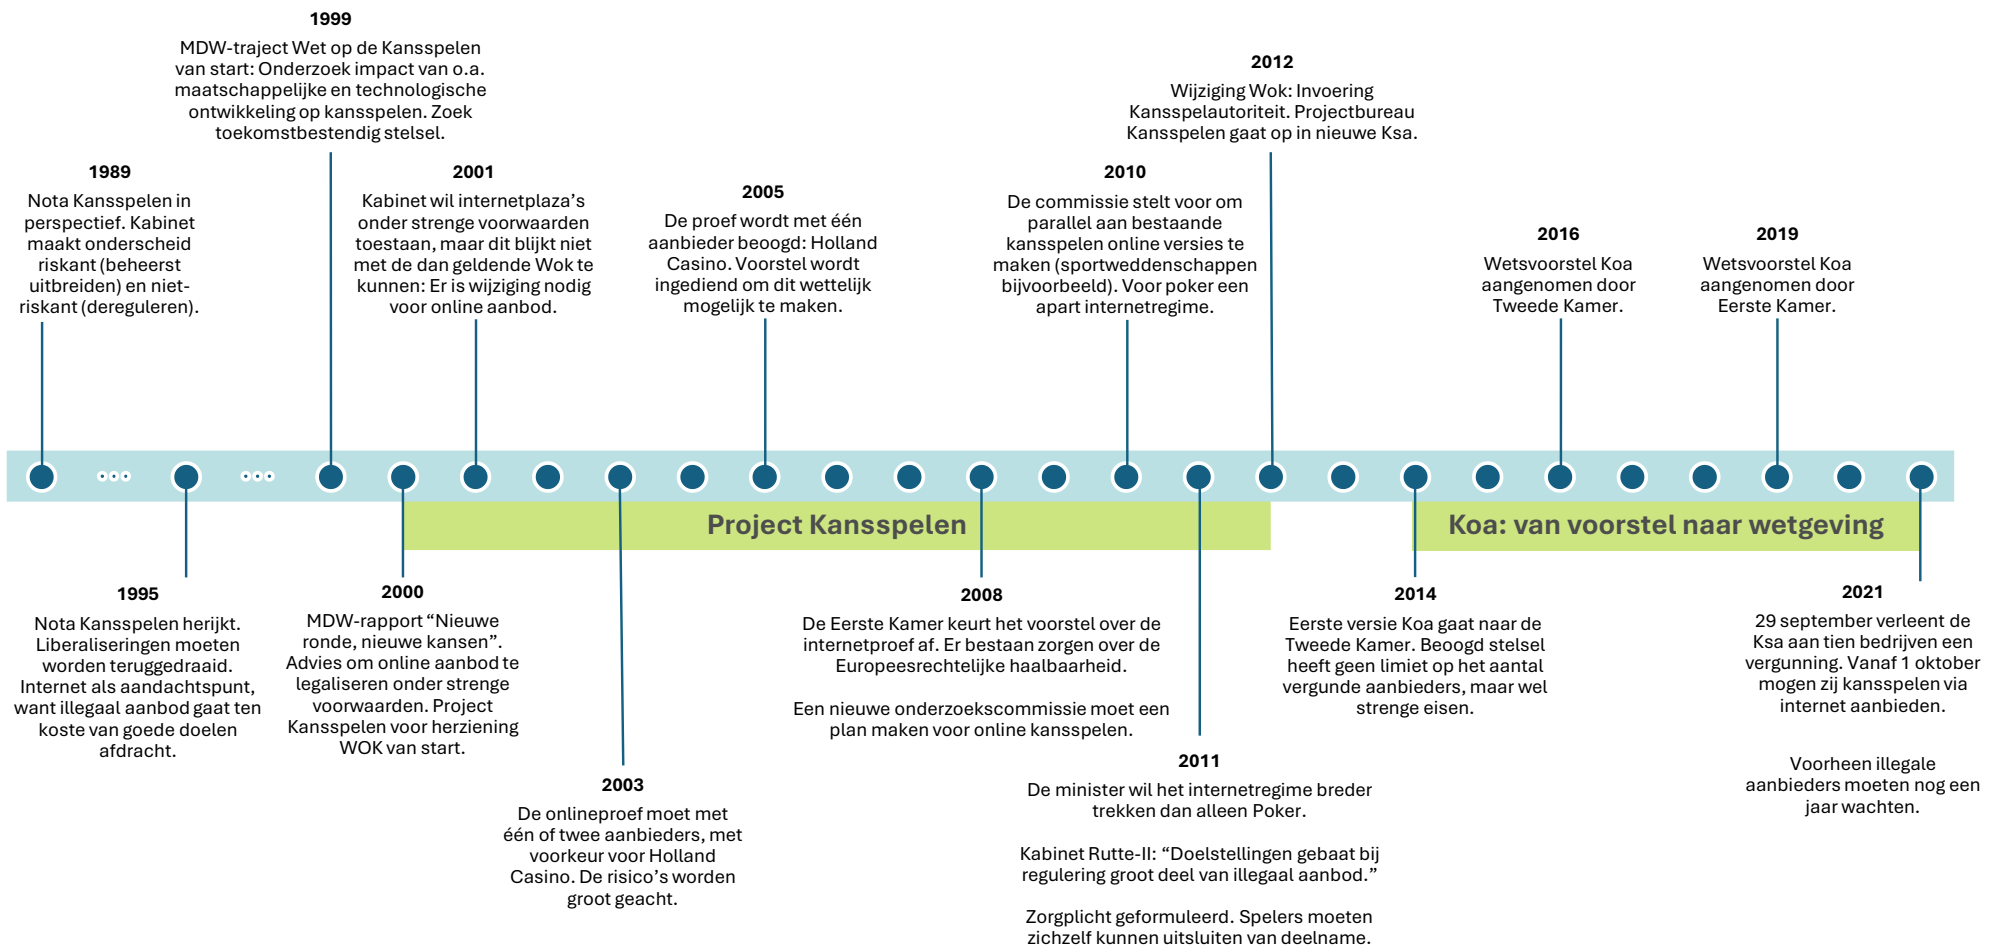 1999
MDW-traject Wet op de Kansspelen
van start: Onderzoek impact van o.a.
maatschappelijke en technologische
ontwikkeling op kansspelen. Zoek
toekomstbestendig stelsel.
2012
Wijziging Wok: Invoering
Kansspelautoriteit. Projectbureau
Kansspelen gaat op in nieuwe Ksa.
1989
Nota Kansspelen in
perspectief. Kabinet
maakt onderscheid
riskant (beheerst
uitbreiden) en niet-
riskant (dereguleren).
2001
Kabinet wil internetplaza’s
onder strenge voorwaarden
toestaan, maar dit blijkt niet
met de dan geldende Wok te
kunnen: Er is wijziging nodig
voor online aanbod.
2005
De proef wordt met één
aanbieder beoogd: Holland
Casino. Voorstel wordt
ingediend om dit wettelijk
mogelijk te maken.
2010
De commissie stelt voor om
parallel aan bestaande
kansspelen online versies te
maken (sportweddenschappen
bijvoorbeeld). Voor poker een
apart internetregime.
2016
Wetsvoorstel Koa
aangenomen door
Tweede Kamer.
2019
Wetsvoorstel Koa
aangenomen door
Eerste Kamer.
Project Kansspelen
Koa: van voorstel naar wetgeving
1995
Nota Kansspelen herijkt.
Liberaliseringen moeten
worden teruggedraaid.
Internet als aandachtspunt,
want illegaal aanbod gaat ten
koste van goede doelen
afdracht.
2000
MDW-rapport “Nieuwe
ronde, nieuwe kansen”.
Advies om online aanbod te
legaliseren onder strenge
voorwaarden. Project
Kansspelen voor herziening
WOK van start.
2003
De onlineproef moet met
één of twee aanbieders, met
voorkeur voor Holland
Casino. De risico’s worden
groot geacht.
2008
De Eerste Kamer keurt het voorstel over de
internetproef af. Er bestaan zorgen over de
Europeesrechtelijke haalbaarheid.
Een nieuwe onderzoekscommissie moet een
plan maken voor online kansspelen.
2011
De minister wil het internetregime breder
trekken dan alleen Poker.
Kabinet Rutte-II: “Doelstellingen gebaat bij
regulering groot deel van illegaal aanbod.”
Zorgplicht geformuleerd. Spelers moeten
zichzelf kunnen uitsluiten van deelname.
2014
Eerste versie Koa gaat naar de
Tweede Kamer. Beoogd stelsel
heeft geen limiet op het aantal
vergunde aanbieders, maar wel
strenge eisen.
2021
29 september verleent de
Ksa aan tien bedrijven een
vergunning. Vanaf 1 oktober
mogen zij kansspelen via
internet aanbieden.
Voorheen illegale
aanbieders moeten nog een
jaar wachten.